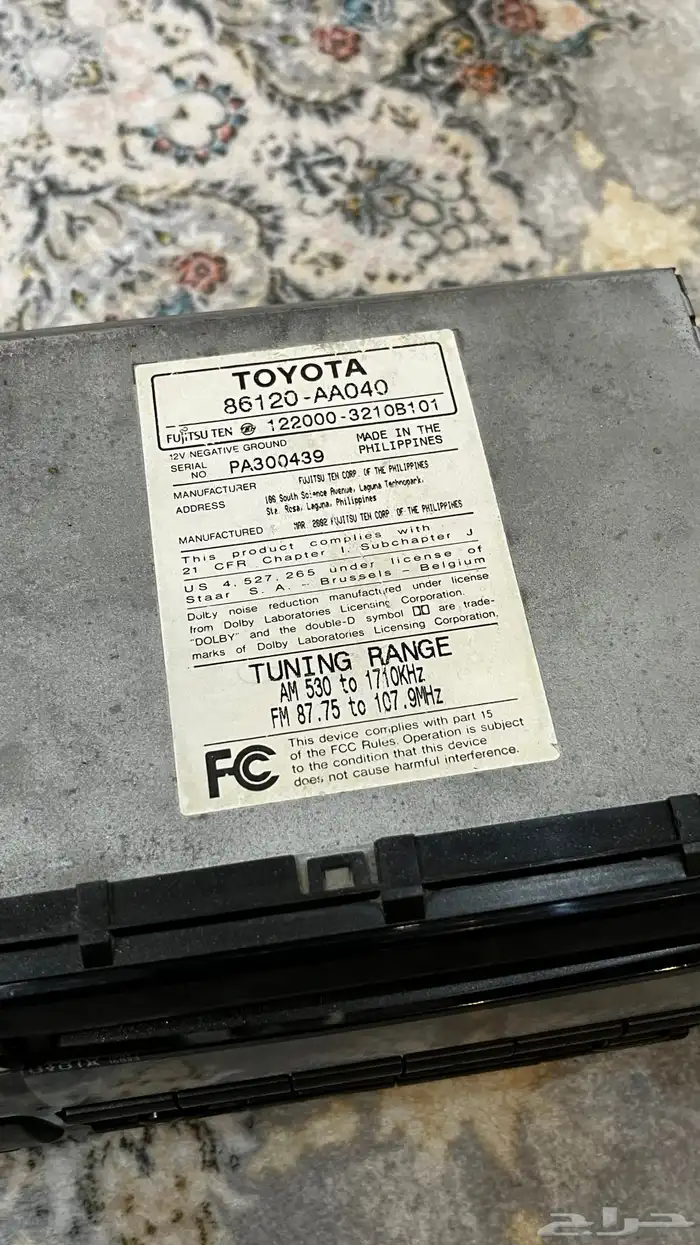 TOYOTA
86120-AA040
FUJITSU TEN 122000-3210B101
12V NEGATIVE GROUND
SERIAL NO PA300439
MADE IN THE PHILIPPINES
MANUFACTURER FUJITSU TEN CORP. OF THE PHILIPPINES
ADDRESS 106 South Science Avenue, Laguna Technopark,
Sta. Rosa, Laguna, Philippines
MANUFACTURED MAR 2002 FUJITSU TEN CORP OF THE PHILIPPINES
This product complies with
21 CFR Chapter I, Subchapter J
US 4,527,265 under license of
Staar S. A. - Brussels - Belgium
Dolby noise reduction manufactured under license
from Dolby Laboratories Licensing Corporation.
"DOLBY" and the double-D symbol are trade-
marks of Dolby Laboratories Licensing Corporation.
TUNING RANGE
AM 530 to 1710KHz
FM 87.75 to 107.9MHz
FC
This device complies with part 15
of the FCC Rules. Operation is subject
to the condition that this device
does not cause harmful interference.
حراج